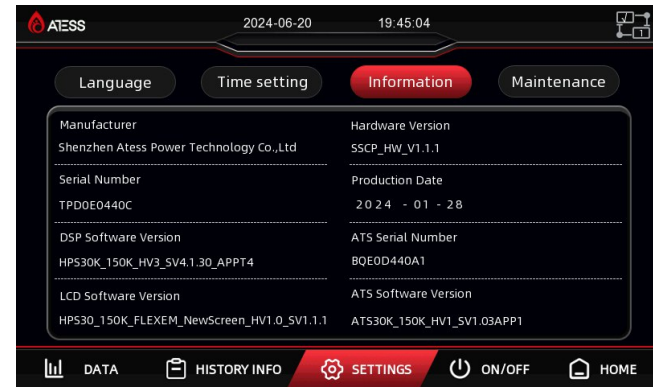 ATESS 2024-06-20 19:45:04
1
Language Time setting Information Maintenance
Manufacturer
Shenzhen Atess Power Technology Co.,Ltd
Hardware Version
SSCP_HW_V1.1.1
Serial Number
TPD0E0440C
Production Date
2024 - 01 - 28
DSP Software Version
HPS30K_150K_HV3_SV4.1.30_APPT4
ATS Serial Number
BQE0D440A1
LCD Software Version
HPS30_150K_FLEXEM_NewScreen_HV1.0_SV1.1.1
ATS Software Version
ATS30K_150K_HV1_SV1.03APP1
DATA HISTORY INFO SETTINGS ON/OFF HOME